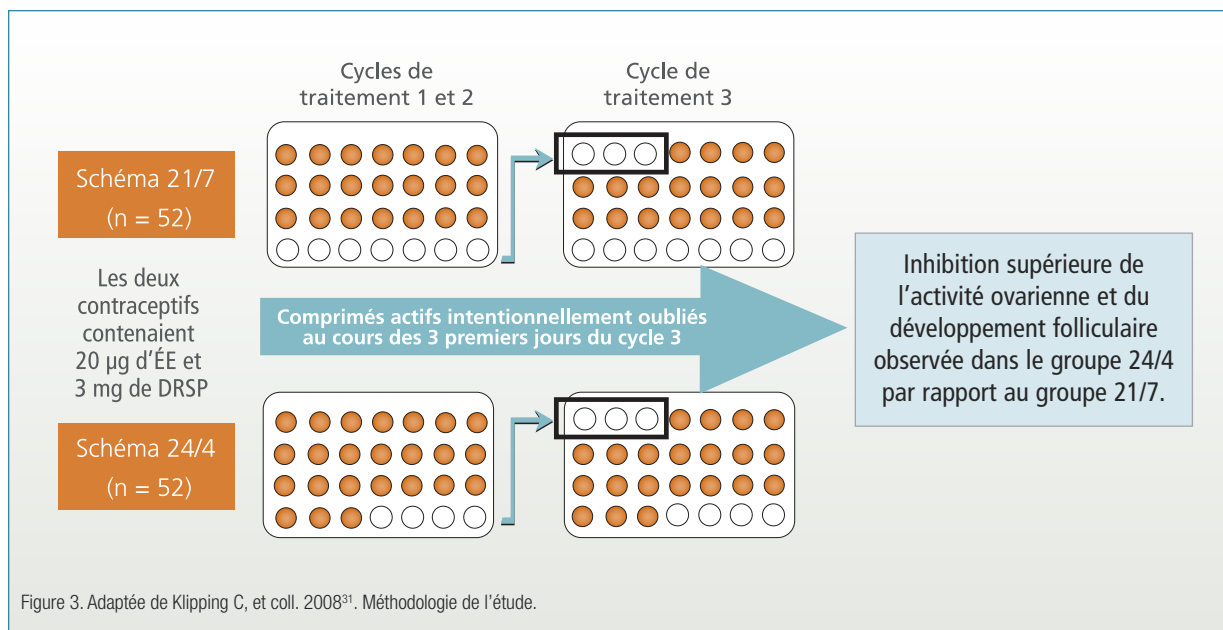 Cycles de
traitement 1 et 2
Cycle de
traitement 3
Schéma 21/7
(n = 52)
Les deux
contraceptifs
contenaient
20 µg d’ÉE et
3 mg de DRSP
Comprimés actifs intentionnellement oubliés
au cours des 3 premiers jours du cycle 3
Inhibition supérieure de
l’activité ovarienne et du
développement folliculaire
observée dans le groupe 24/4
par rapport au groupe 21/7.
Schéma 24/4
(n = 52)
Figure 3. Adaptée de Klipping C, et coll. 2008³¹. Méthodologie de l’étude.